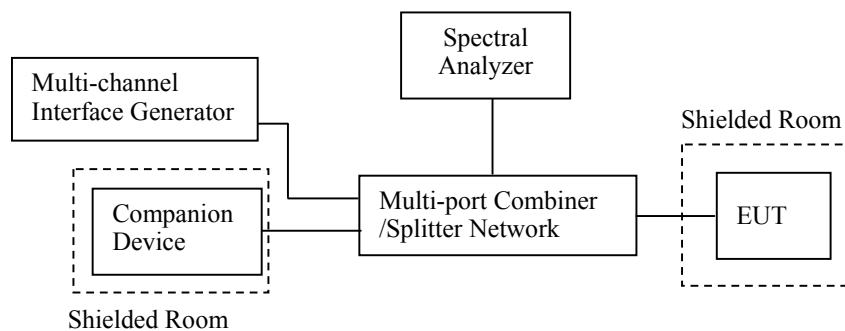 Spectral
Analyzer
Multi-channel
Interface Generator
Shielded Room
Multi-port Combiner
/Splitter Network
EUT
Companion
Device
Shielded Room